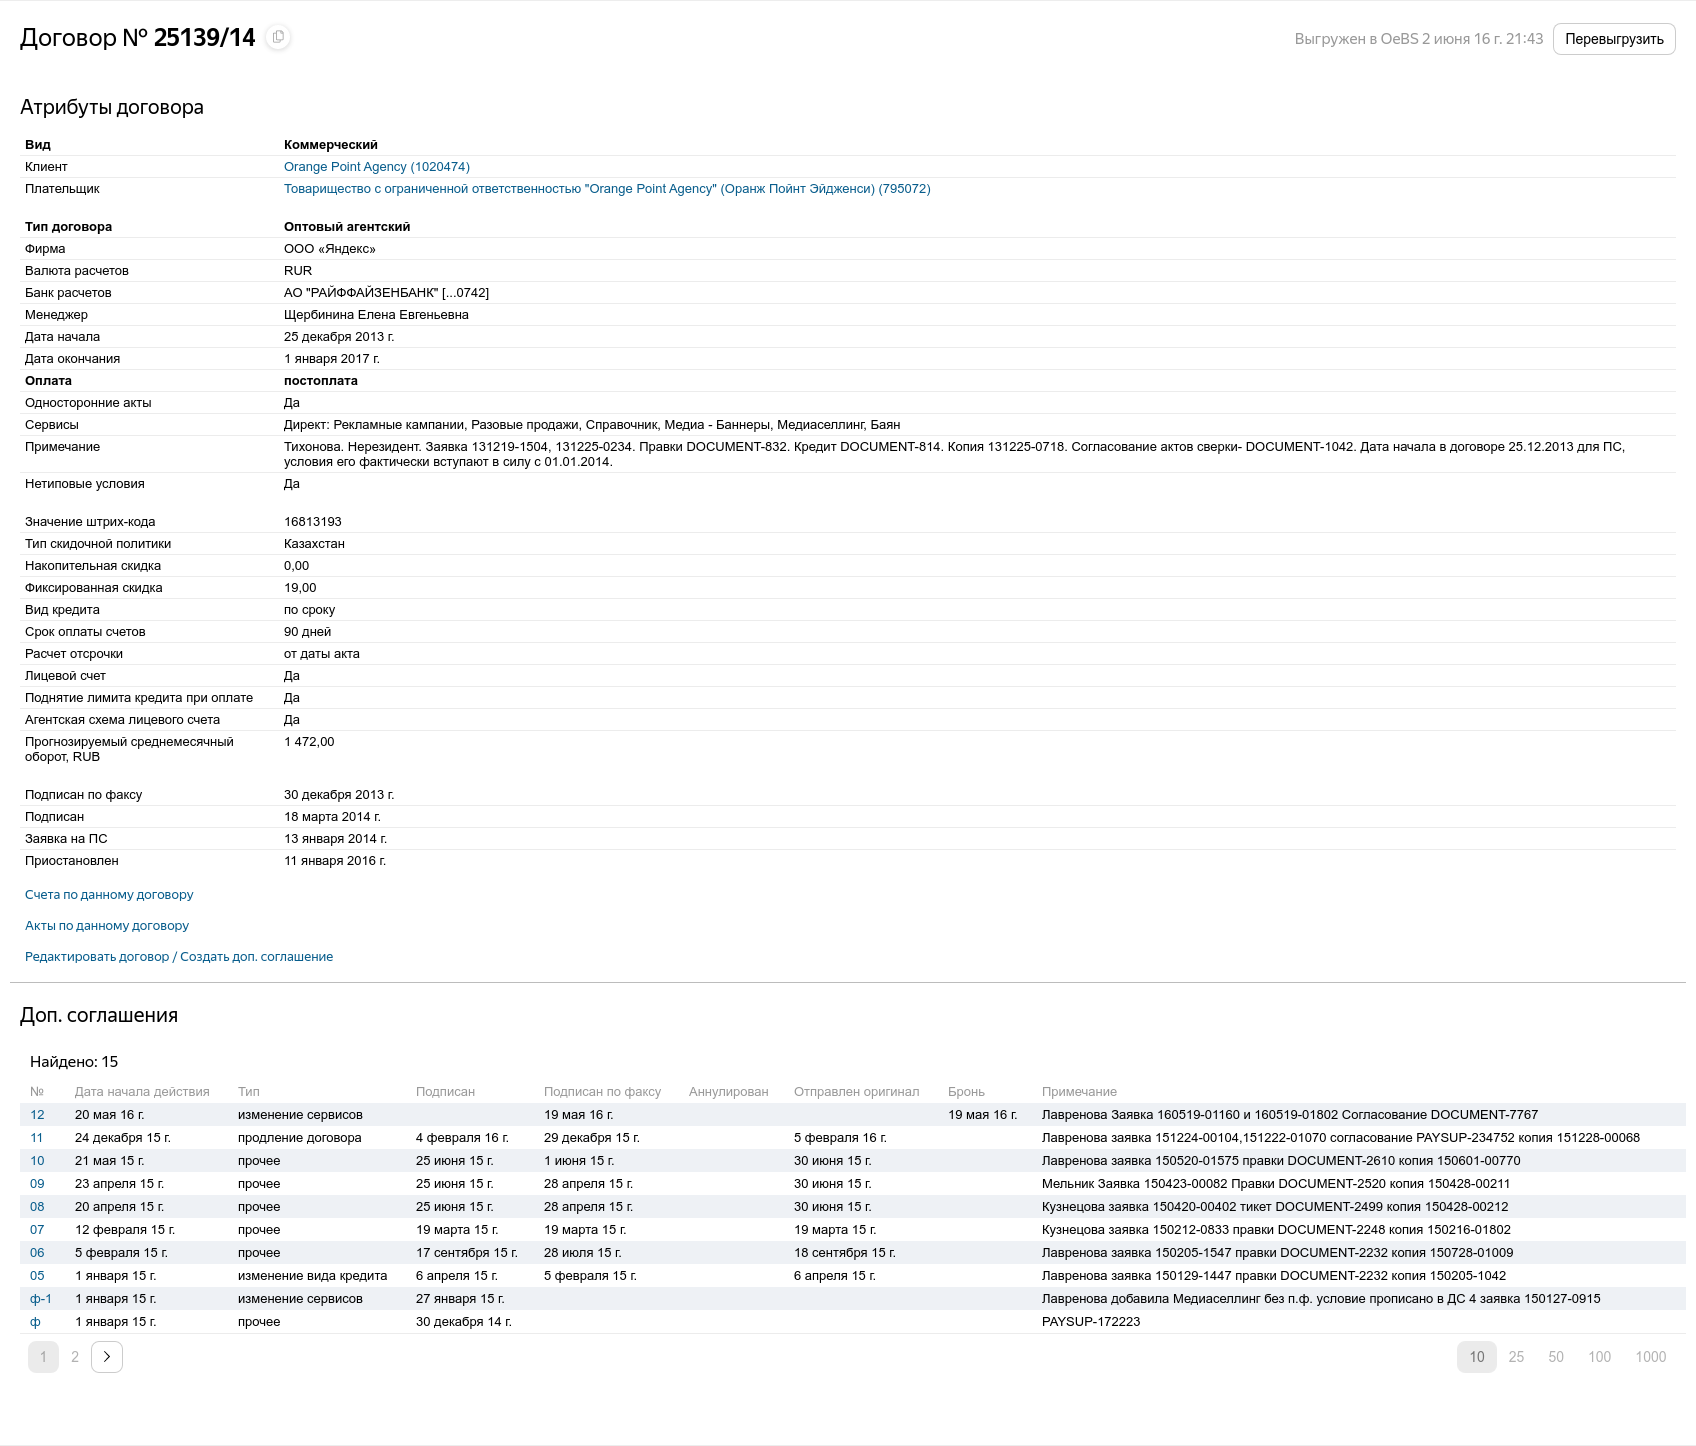 Договор № 25139/14
Выгружен в OeBS 2 июня 16 г. 21:43 Перевыгрузить
Атрибуты договора
Вид Коммерческий
Клиент Orange Point Agency (1020474)
Плательщик Товарищество с ограниченной ответственностью "Orange Point Agency" (Оранж Пойнт Эйдженси) (795072)
Тип договора Оптовый агентский
Фирма ООО «Яндекс»
Валюта расчетов RUR
Банк расчетов АО "РАЙФФАЙЗЕНБАНК" [...0742]
Менеджер Щербинина Елена Евгеньевна
Дата начала 25 декабря 2013 г.
Дата окончания 1 января 2017 г.
Оплата постоплата
Односторонние акты Да
Сервисы Директ: Рекламные кампании, Разовые продажи, Справочник, Медиа - Баннеры, Медиаселлинг, Баян
Примечание Тихонова. Нерезидент. Заявка 131219-1504, 131225-0234. Правки DOCUMENT-832. Кредит DOCUMENT-814. Копия 131225-0718. Согласование актов сверки- DOCUMENT-1042. Дата начала в договоре 25.12.2013 для ПС,
условия его фактически вступают в силу с 01.01.2014.
Нетиповые условия Да
Значение штрих-кода 16813193
Тип скидочной политики Казахстан
Накопительная скидка 0,00
Фиксированная скидка 19,00
Вид кредита по сроку
Срок оплаты счетов 90 дней
Расчет отсрочки от даты акта
Лицевой счет Да
Поднятие лимита кредита при оплате Да
Агентская схема лицевого счета Да
Прогнозируемый среднемесячный 1 472,00
оборот, RUB
Подписан по факсу 30 декабря 2013 г.
Подписан 18 марта 2014 г.
Заявка на ПС 13 января 2014 г.
Приостановлен 11 января 2016 г.
Счета по данному договору
Акты по данному договору
Редактировать договор / Создать доп. соглашение
Доп. соглашения
Найдено: 15
№ Дата начала действия Тип Подписан Подписан по факсу Аннулирован Отправлен оригинал Бронь Примечание
12 20 мая 16 г. изменение сервисов 19 мая 16 г. 19 мая 16 г. Лавренова Заявка 160519-01160 и 160519-01802 Согласование DOCUMENT-7767
11 24 декабря 15 г. продление договора 4 февраля 16 г. 29 декабря 15 г. 5 февраля 16 г. Лавренова заявка 151224-00104,151222-01070 согласование PAYSUP-234752 копия 151228-00068
10 21 мая 15 г. прочее 25 июня 15 г. 1 июня 15 г. 30 июня 15 г. Лавренова заявка 150520-01575 правки DOCUMENT-2610 копия 150601-00770
09 23 апреля 15 г. прочее 25 июня 15 г. 28 апреля 15 г. 30 июня 15 г. Мельник Заявка 150423-00082 Правки DOCUMENT-2520 копия 150428-00211
08 20 апреля 15 г. прочее 25 июня 15 г. 28 апреля 15 г. 30 июня 15 г. Кузнецова заявка 150420-00402 тикет DOCUMENT-2499 копия 150428-00212
07 12 февраля 15 г. прочее 19 марта 15 г. 19 марта 15 г. 19 марта 15 г. Кузнецова заявка 150212-0833 правки DOCUMENT-2248 копия 150216-01802
06 5 февраля 15 г. прочее 17 сентября 15 г. 28 июля 15 г. 18 сентября 15 г. Лавренова заявка 150205-1547 правки DOCUMENT-2232 копия 150728-01009
05 1 января 15 г. изменение вида кредита 6 апреля 15 г. 5 февраля 15 г. 6 апреля 15 г. Лавренова заявка 150129-1447 правки DOCUMENT-2232 копия 150205-1042
ф-1 1 января 15 г. изменение сервисов 27 января 15 г. Лавренова добавила Медиаселлинг без п.ф. условие прописано в ДС 4 заявка 150127-0915
ф 1 января 15 г. прочее 30 декабря 14 г. PAYSUP-172223
1 2 10 25 50 100 1000